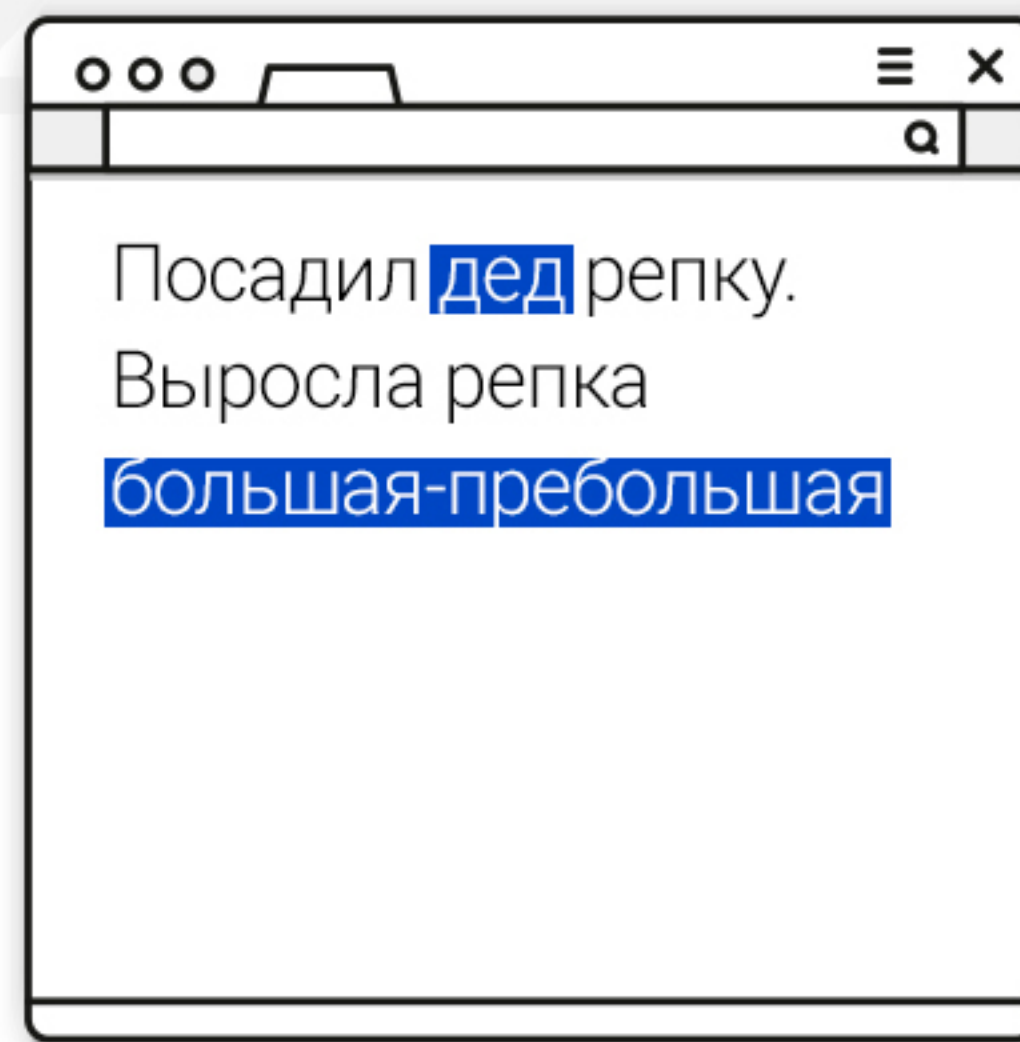 Посадил дед репку.
Выросла репка
большая-пребольшая